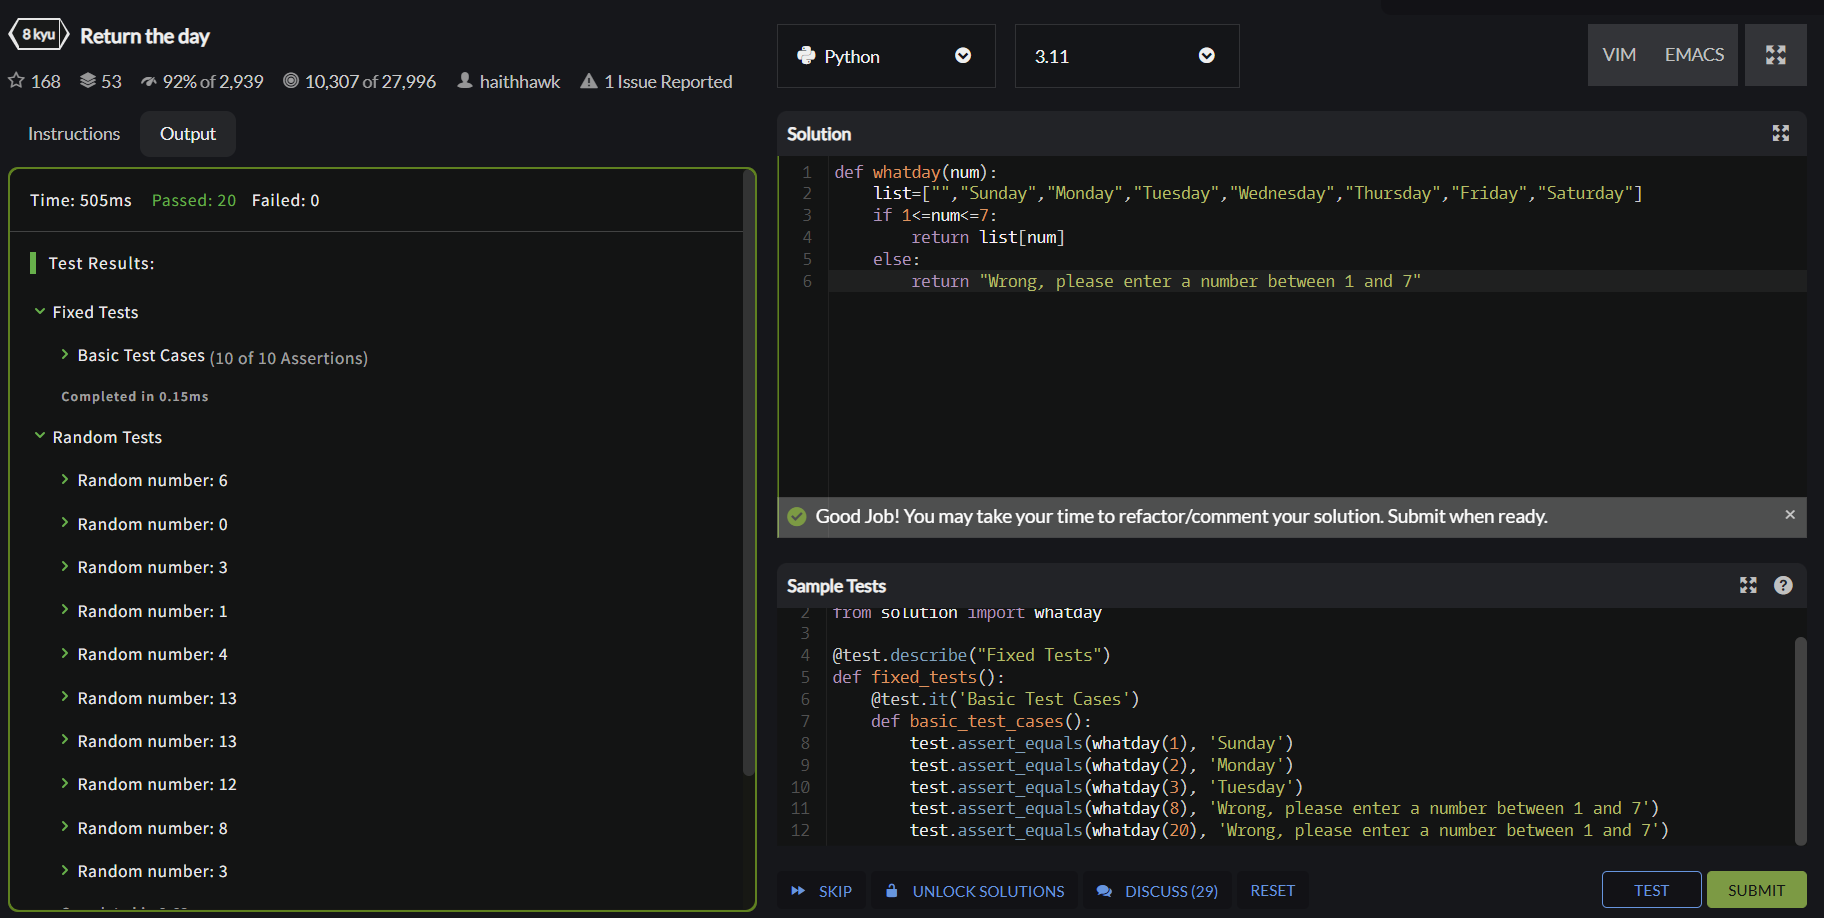 8 kyu Return the day
168 53 92% of 2,939 10,307 of 27,996 haithhawk 1 Issue Reported
Instructions Output
Time: 505ms Passed: 20 Failed: 0
Test Results:
Fixed Tests
Basic Test Cases (10 of 10 Assertions)
Completed in 0.15ms
Random Tests
Random number: 6
Random number: 0
Random number: 3
Random number: 1
Random number: 4
Random number: 13
Random number: 13
Random number: 12
Random number: 8
Random number: 3
Python 3.11 VIM EMACS
Solution
1 def whatday(num):
2 list=["","Sunday","Monday","Tuesday","Wednesday","Thursday","Friday","Saturday"]
3 if 1<=num<=7:
4 return list[num]
5 else:
6 return "Wrong, please enter a number between 1 and 7"
Good Job! You may take your time to refactor/comment your solution. Submit when ready. ×
Sample Tests ?
2 from solution import whatday
3
4 @test.describe("Fixed Tests")
5 def fixed_tests():
6 @test.it('Basic Test Cases')
7 def basic_test_cases():
8 test.assert_equals(whatday(1), 'Sunday')
9 test.assert_equals(whatday(2), 'Monday')
10 test.assert_equals(whatday(3), 'Tuesday')
11 test.assert_equals(whatday(8), 'Wrong, please enter a number between 1 and 7')
12 test.assert_equals(whatday(20), 'Wrong, please enter a number between 1 and 7')
SKIP UNLOCK SOLUTIONS DISCUSS (29) RESET TEST SUBMIT